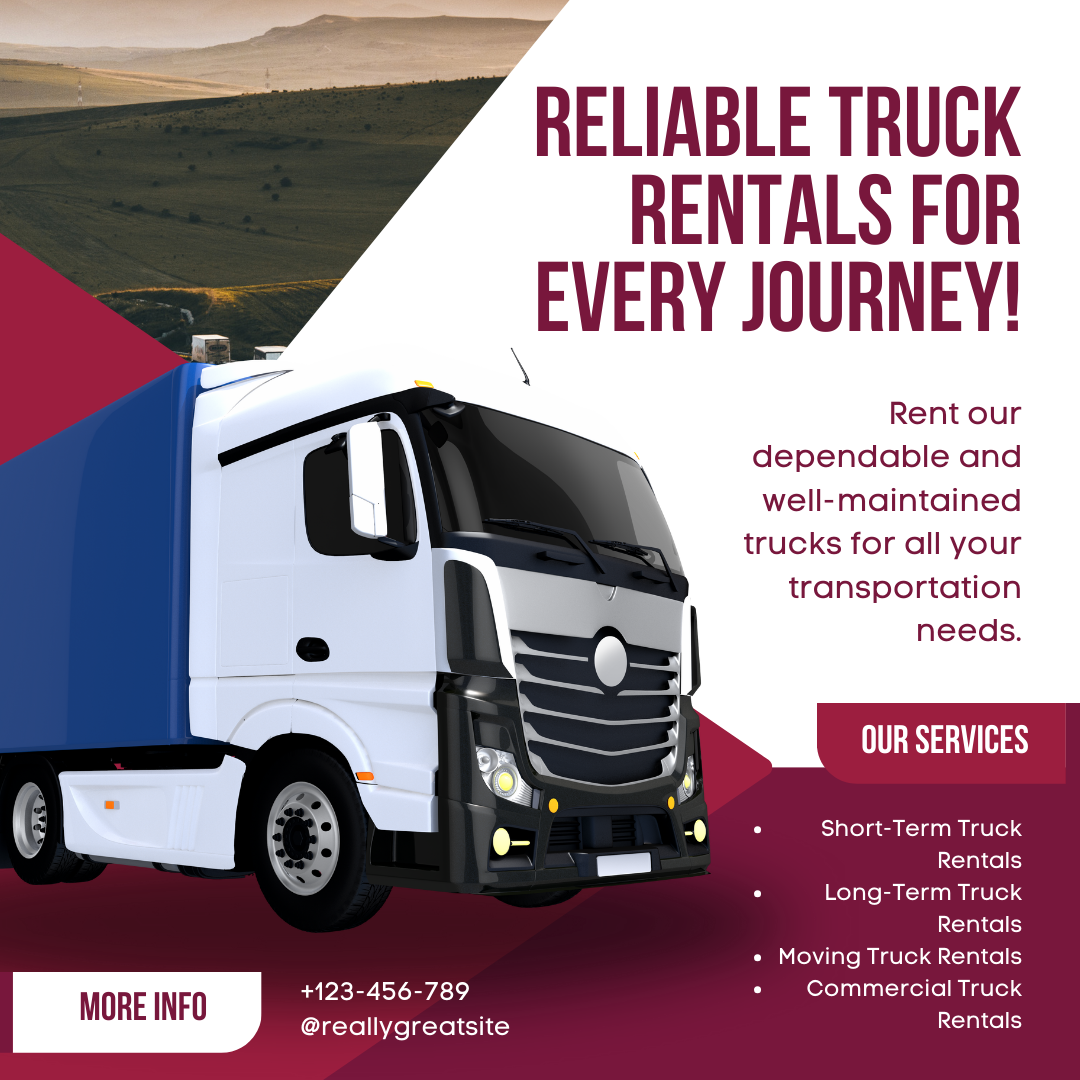 RELIABLE TRUCK
RENTALS FOR
EVERY JOURNEY!
Rent our
dependable and
well-maintained
trucks for all your
transportation
needs.
OUR SERVICES
• Short-Term Truck
Rentals
• Long-Term Truck
Rentals
• Moving Truck Rentals
• Commercial Truck
Rentals
MORE INFO
+123-456-789
@reallygreatsite